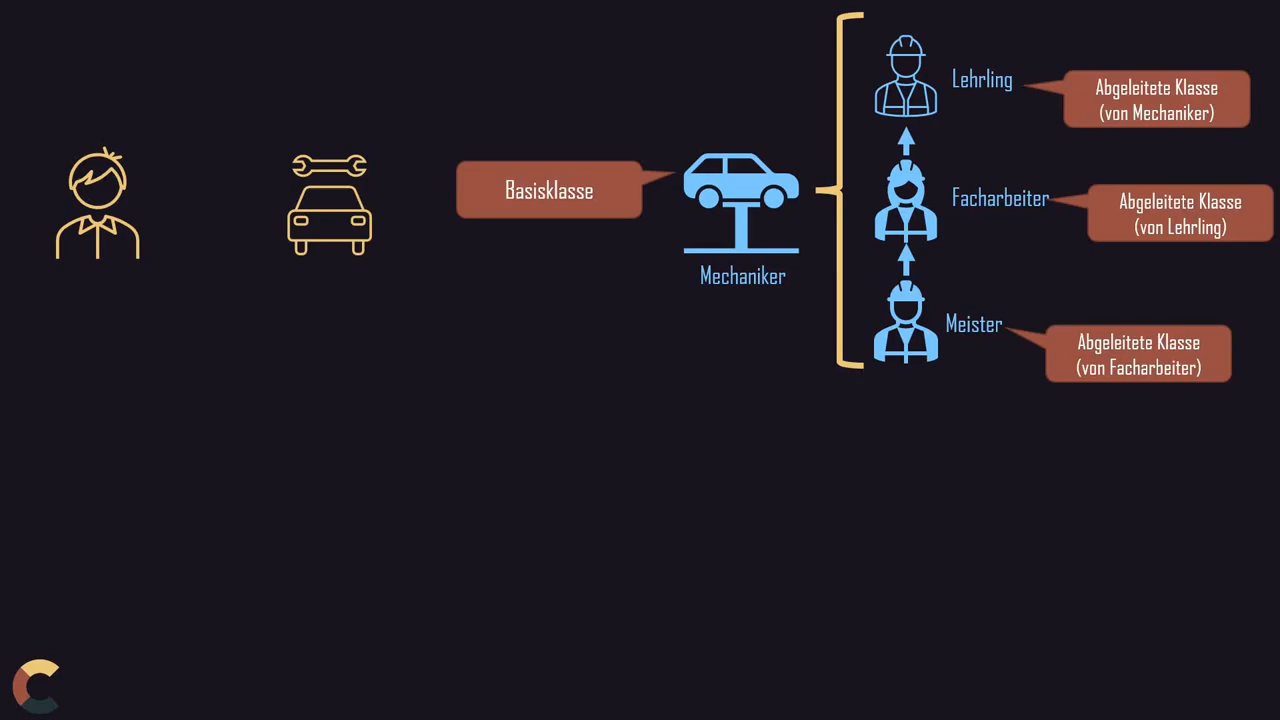 Lehrling
Abgeleitete Klasse
(von Mechaniker)
Basisklasse
Facharbeiter
Abgeleitete Klasse
(von Lehrling)
Mechaniker
Meister
Abgeleitete Klasse
(von Facharbeiter)